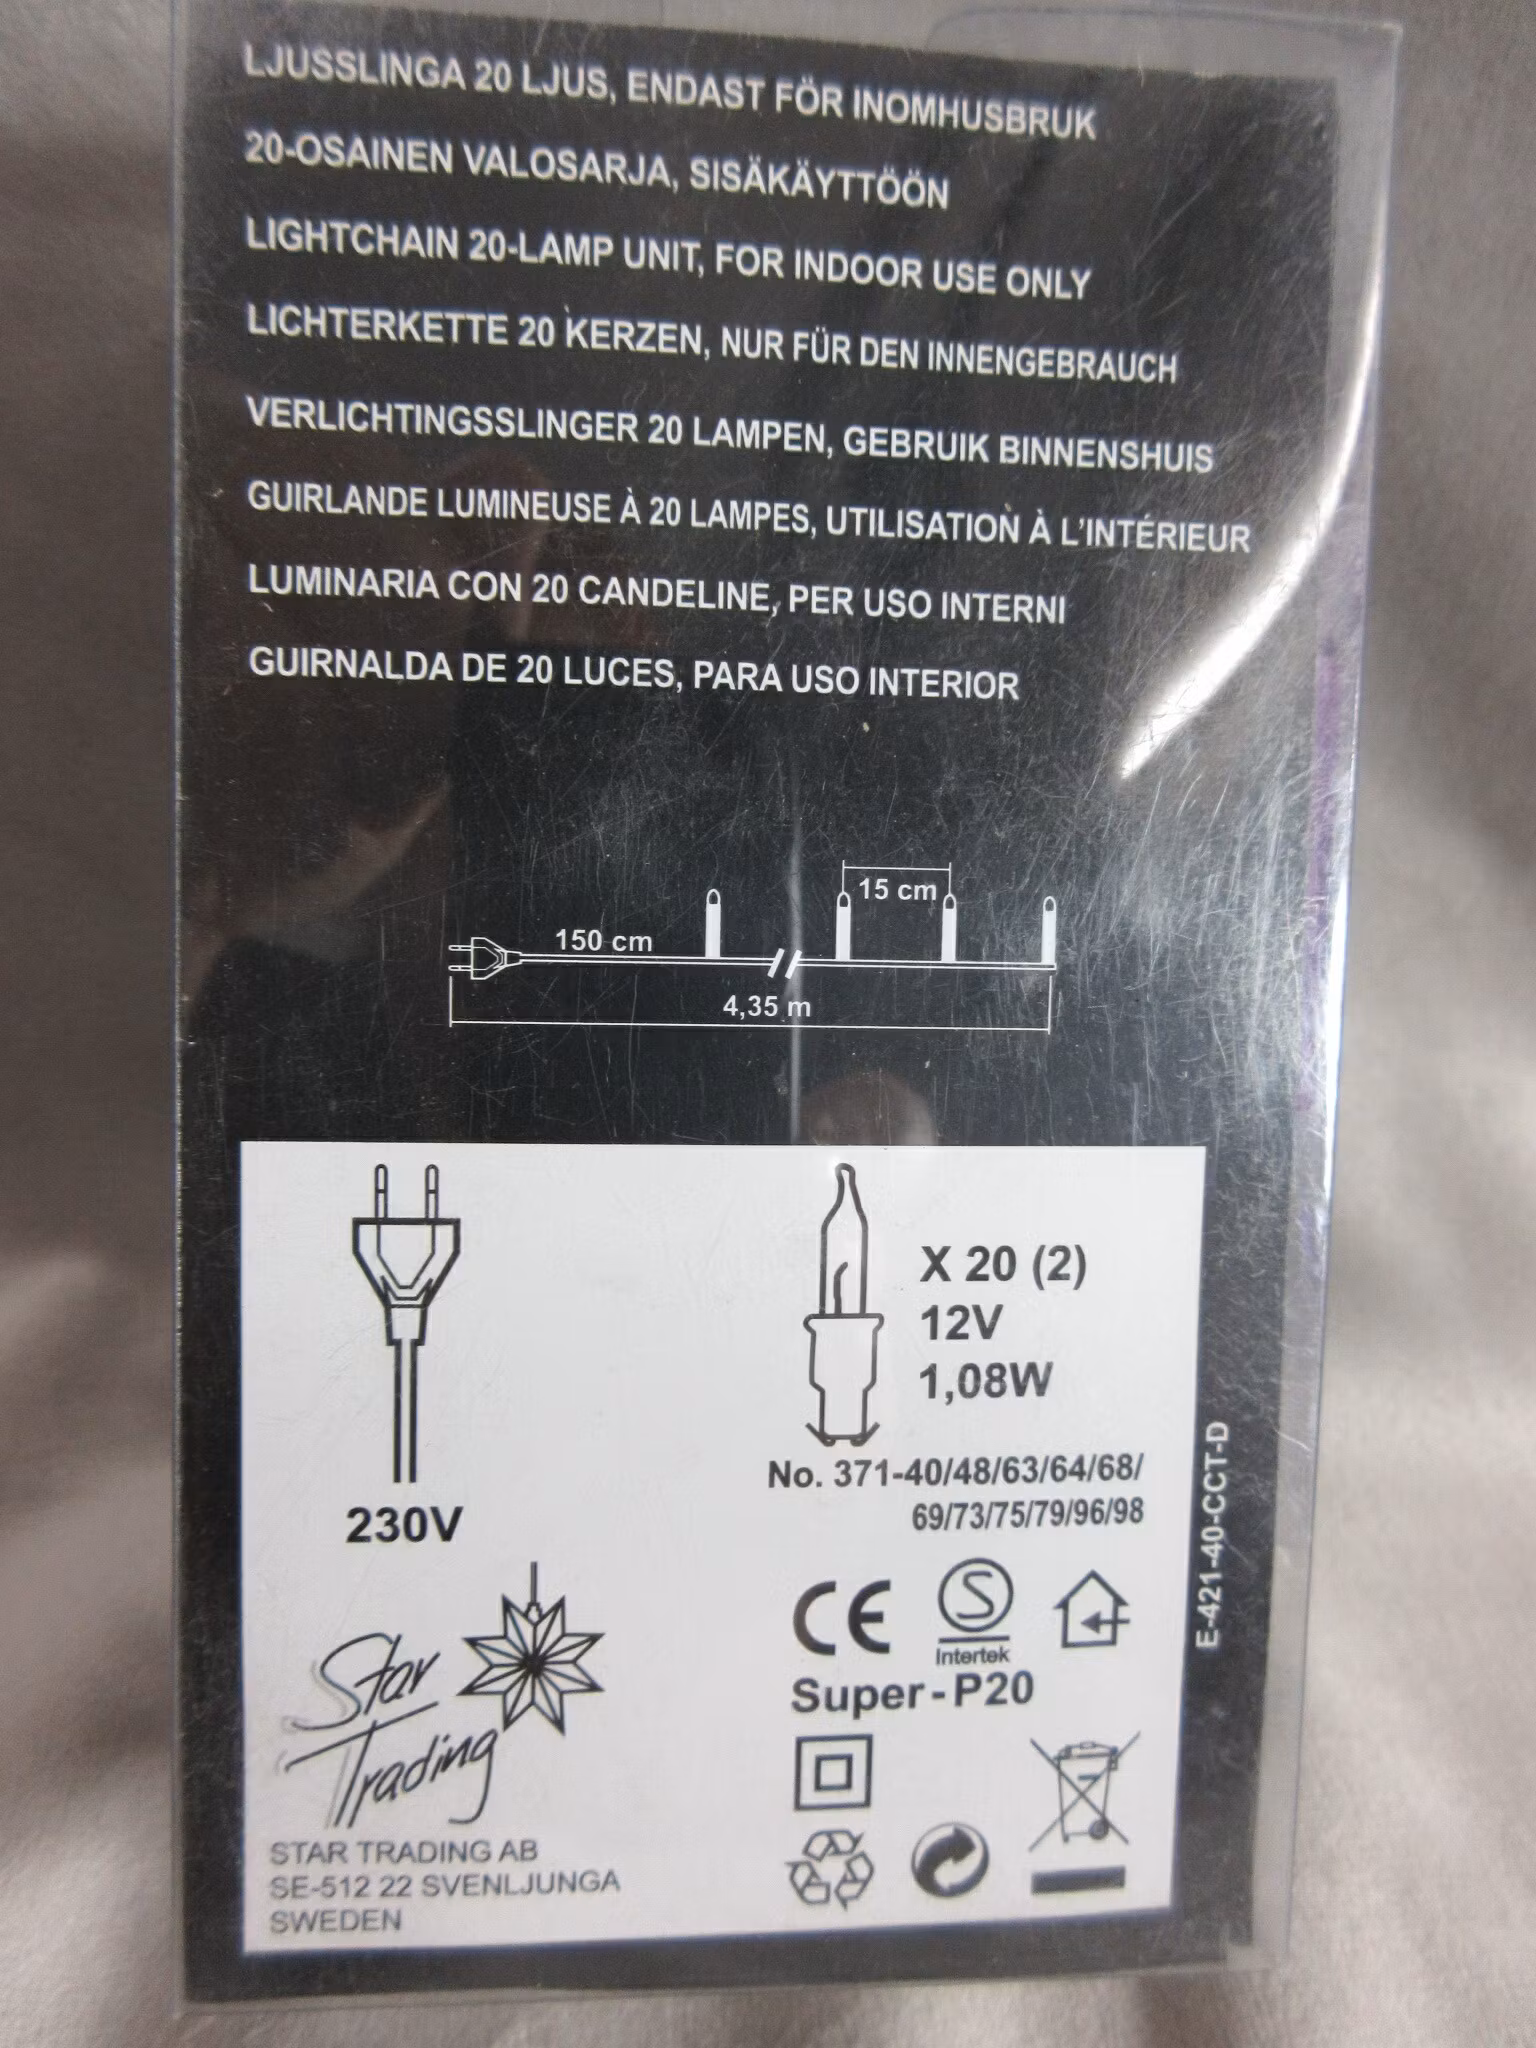 LJUSSLINGA 20 LJUS, ENDAST FÖR INOMHUSBRUK
20-OSAINEN VALOSARJA, SISÄKÄYTTÖÖN
LIGHTCHAIN 20-LAMP UNIT, FOR INDOOR USE ONLY
LICHTERKETTE 20 KERZEN, NUR FÜR DEN INNENGEBRAUCH
VERLICHTINGSSLINGER 20 LAMPEN, GEBRUIK BINNENSHUIS
GUIRLANDE LUMINEUSE À 20 LAMPES, UTILISATION À L'INTÉRIEUR
LUMINARIA CON 20 CANDELINE, PER USO INTERNI
GUIRNALDA DE 20 LUCES, PARA USO INTERIOR
15 cm
150 cm
4,35 m
X 20 (2)
12V
1,08W
No. 371-40/48/63/64/68/
69/73/75/79/96/98
230V
CE
S
Intertek
Super-P20
Star
Trading
STAR TRADING AB
SE-512 22 SVENLJUNGA
SWEDEN
E-421-40-CCT-D